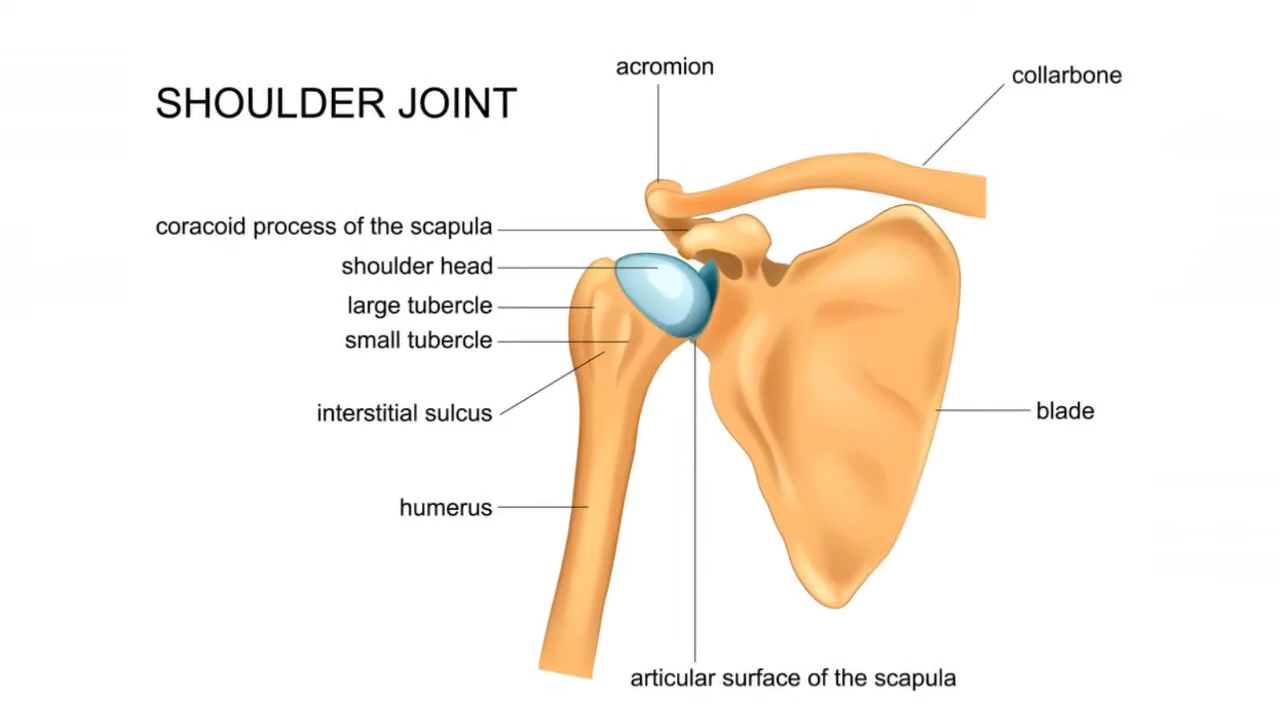 acromion
collarbone
SHOULDER JOINT
coracoid process of the scapula
shoulder head
large tubercle
small tubercle
interstitial sulcus
blade
humerus
articular surface of the scapula